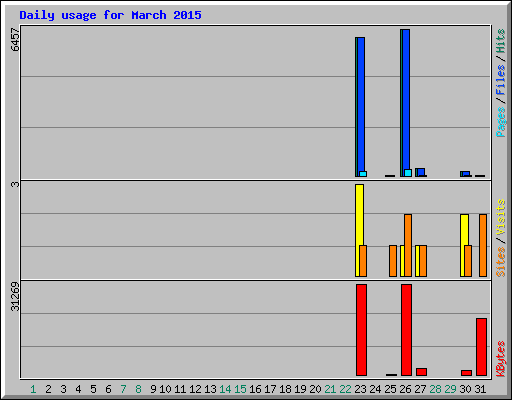 Daily usage for March 2015
6457
Pages/Files/Hits
3
Sites/Visits
31269
KBytes
1 2 3 4 5 6 7 8 9 10 11 12 13 14 15 16 17 18 19 20 21 22 23 24 25 26 27 28 29 30 31